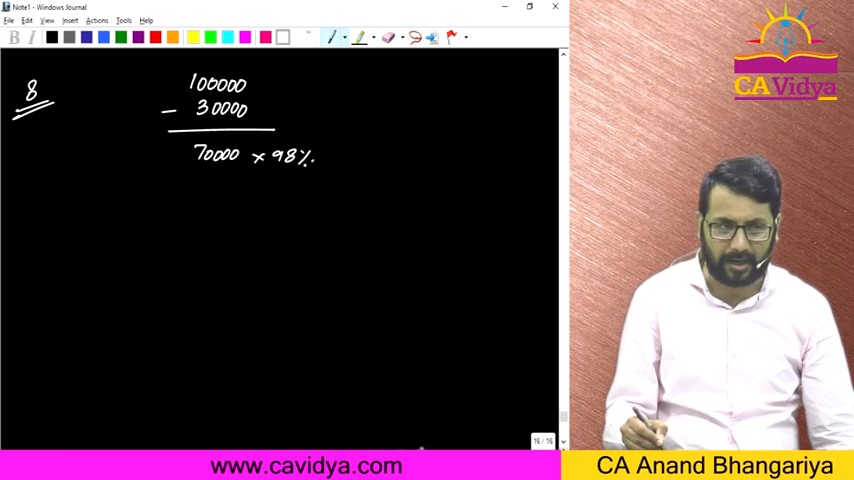 Note1 - Windows Journal
File Edit View Insert Actions Tools Help
B I
8
100000
- 30000
70000 × 98%
16 / 16
CA Vidya
www.cavidya.com
CA Anand Bhangariya